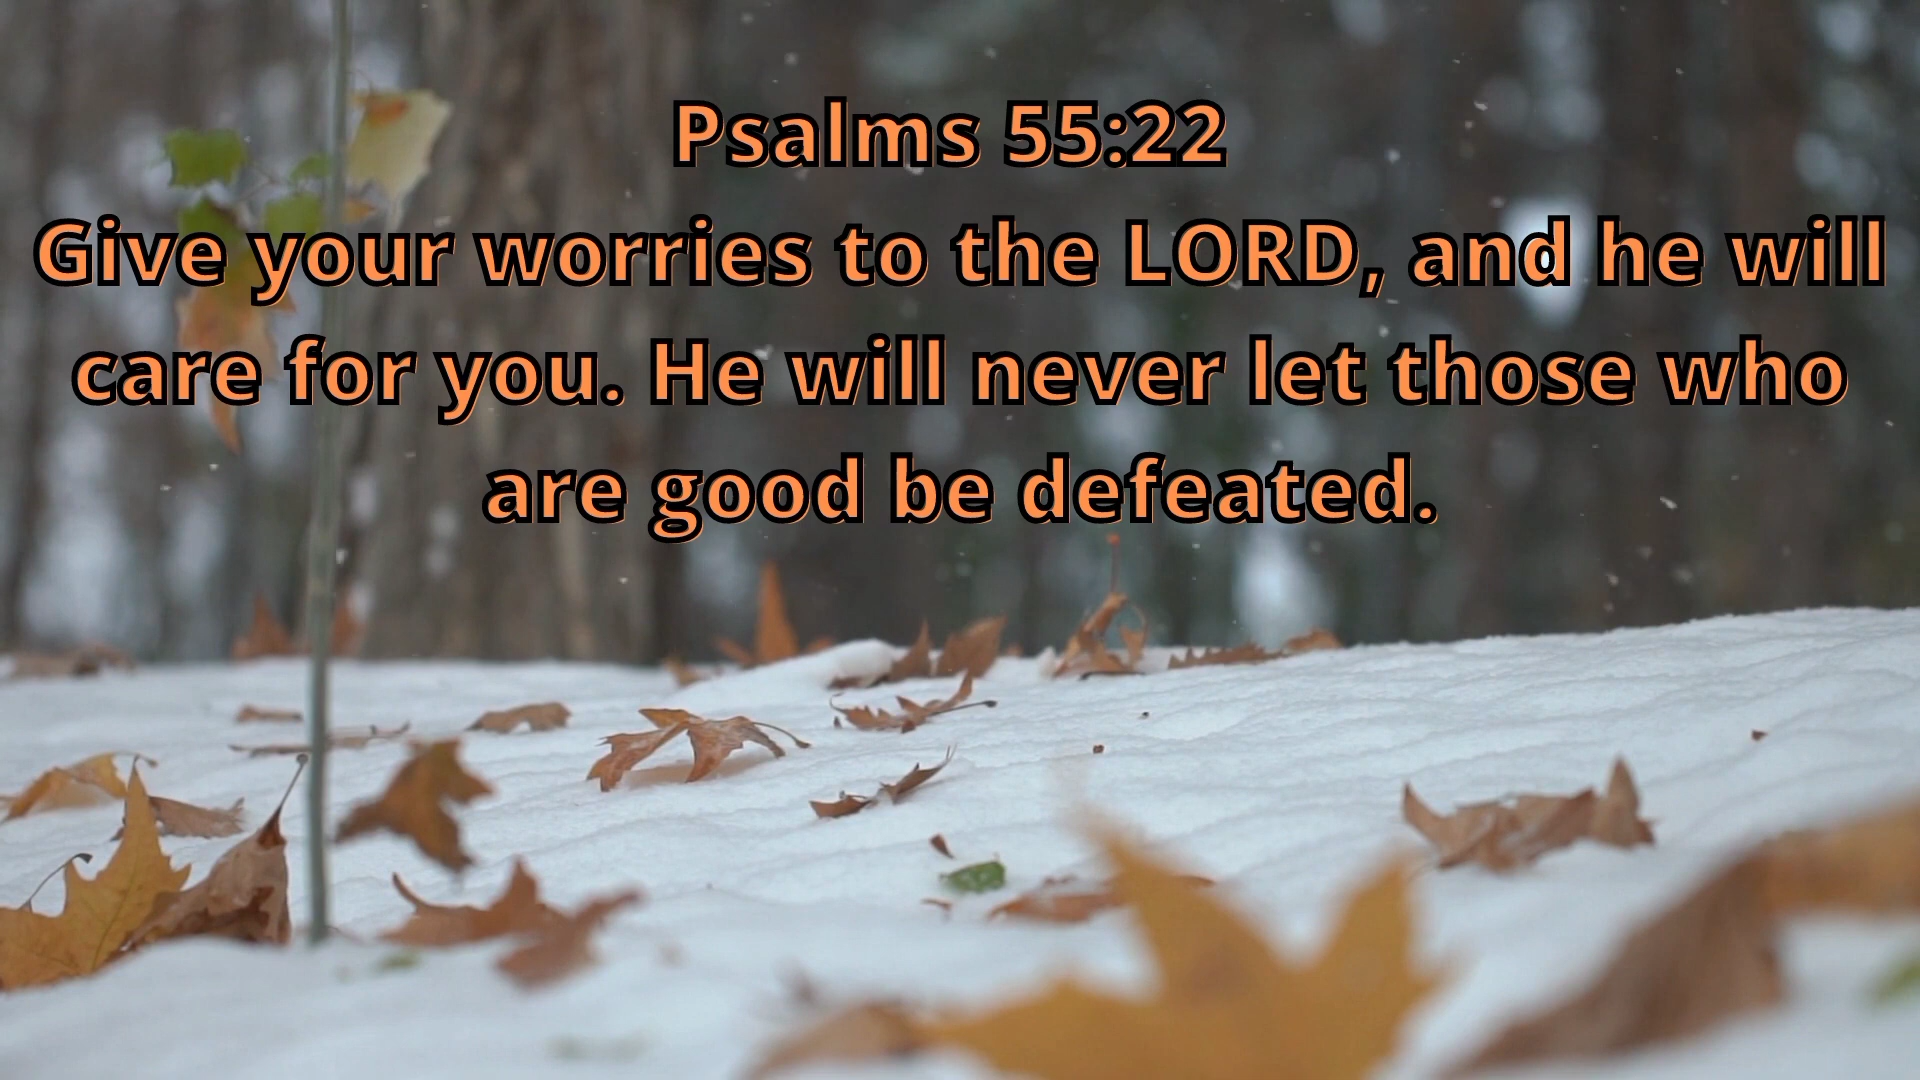 Psalms 55:22
Give your worries to the LORD, and he will
care for you. He will never let those who
are good be defeated.